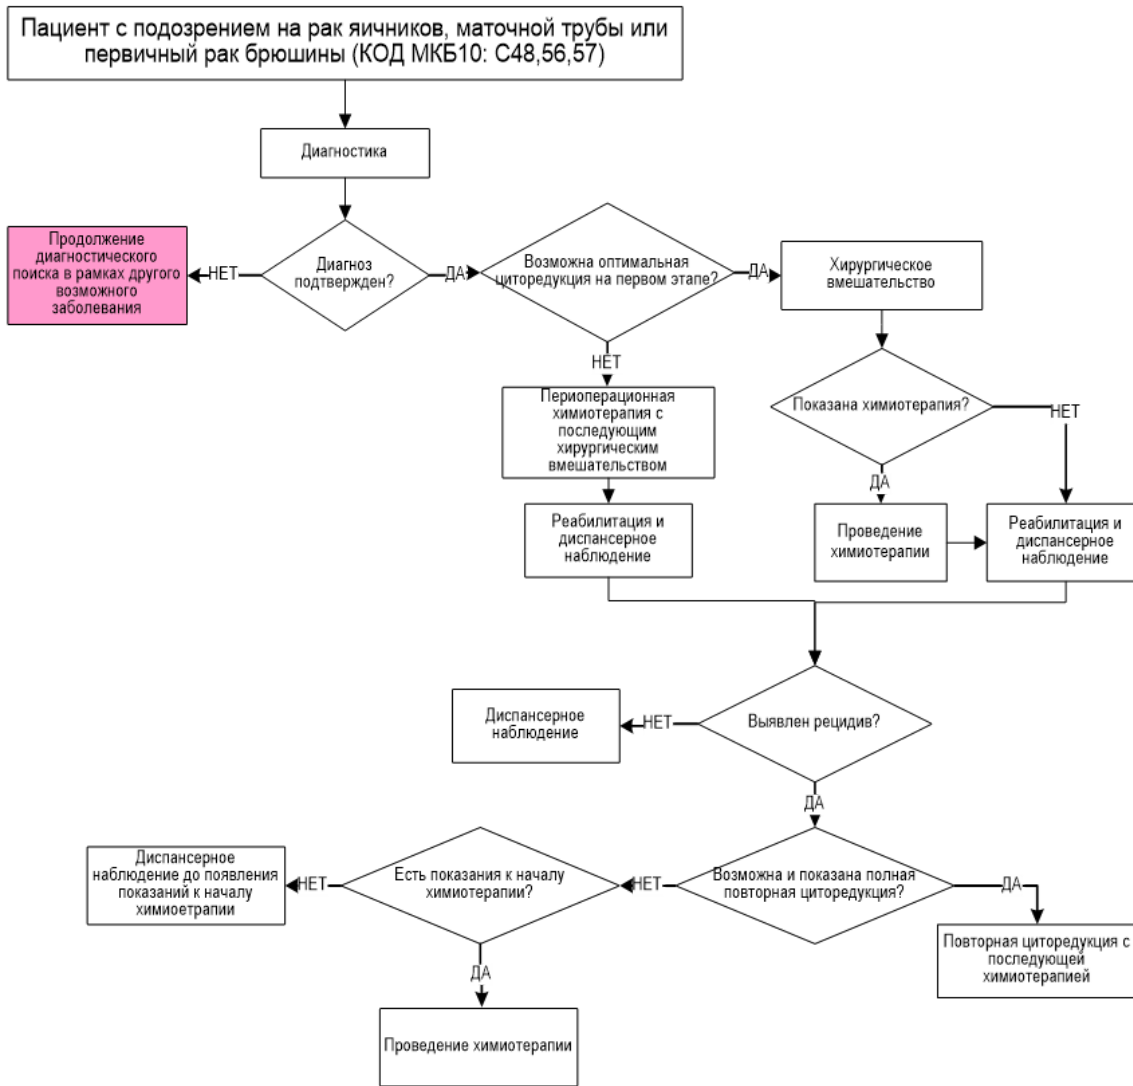 Пациент с подозрением на рак яичников, маточной трубы или
первичный рак брюшины (КОД МКБ10: С48,56,57)
Диагностика
Продолжение
диагностического
поиска в рамках другого
возможного
заболевания
НЕТ
Диагноз
подтвержден?
ДА
Возможна оптимальная
циторедукция на первом этапе?
ДА
Хирургическое
вмешательство
НЕТ
Периоперационная
химиотерапия с
последующим
хирургическим
вмешательством
Показана химиотерапия?
НЕТ
ДА
Реабилитация и
диспансерное
наблюдение
Проведение
химиотерапии
Реабилитация и
диспансерное
наблюдение
Диспансерное
наблюдение
НЕТ
Выявлен рецидив?
ДА
Диспансерное
наблюдение до появления
показаний к началу
химиоетрапии
НЕТ
Есть показания к началу
химиотерапии?
НЕТ
Возможна и показана полная
повторная циторедукция?
ДА
Повторная циторедукция с
последующей
химиотерапией
ДА
Проведение химиотерапии